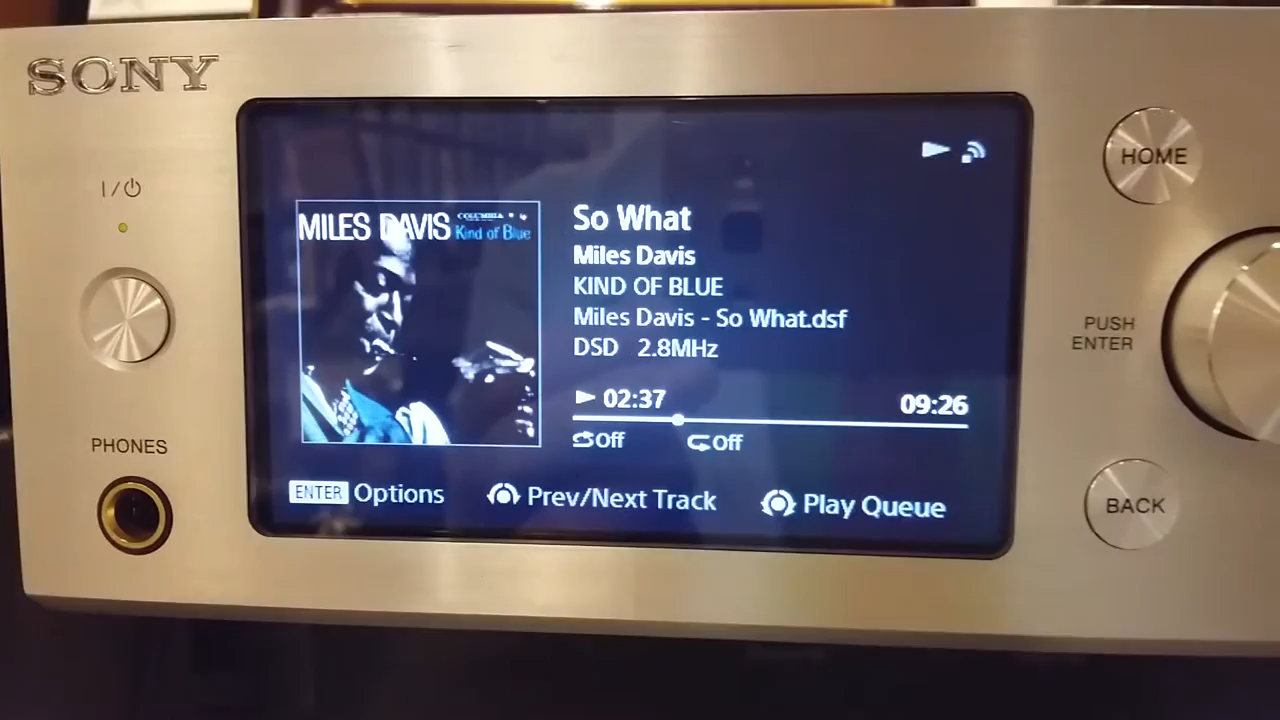 SONY
I/⏻
HOME
MILES DAVIS
COLUMBIA
Kind of Blue
So What
Miles Davis
KIND OF BLUE
Miles Davis - So What.dsf
DSD 2.8MHz
02:37
09:26
Off
Off
PUSH
ENTER
PHONES
ENTER Options
Prev/Next Track
Play Queue
BACK